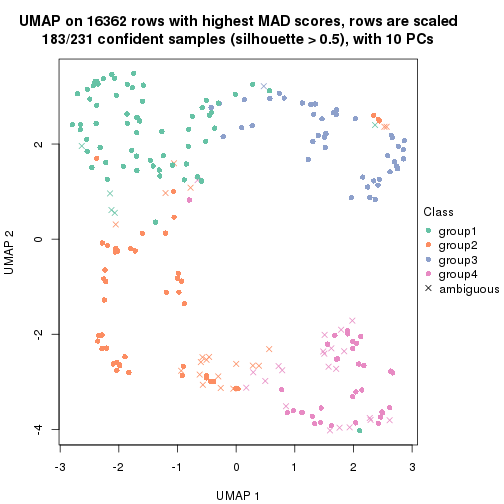 UMAP on 16362 rows with highest MAD scores, rows are scaled
183/231 confident samples (silhouette > 0.5), with 10 PCs
2
0
-2
-4
UMAP 2
-3 -2 -1 0 1 2 3
UMAP 1
Class
group1
group2
group3
group4
ambiguous